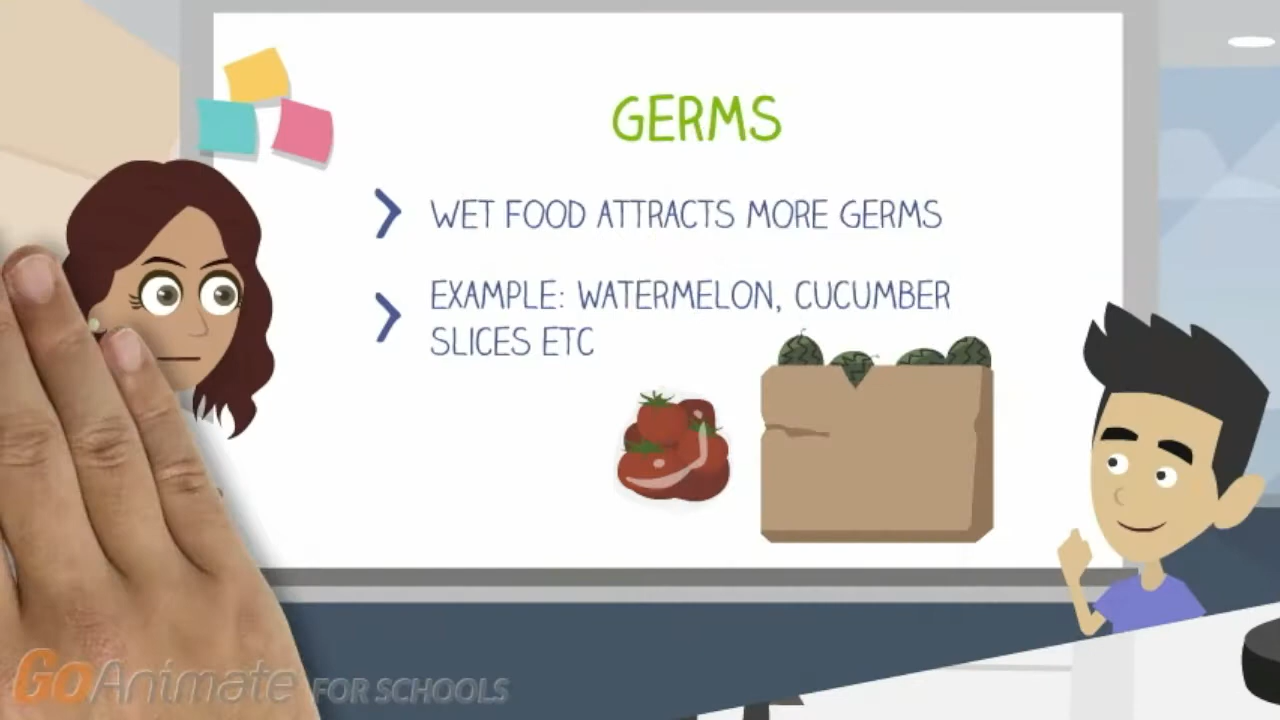 GERMS
WET FOOD ATTRACTS MORE GERMS
EXAMPLE: WATERMELON, CUCUMBER
SLICES ETC
GoAnimate FOR SCHOOLS